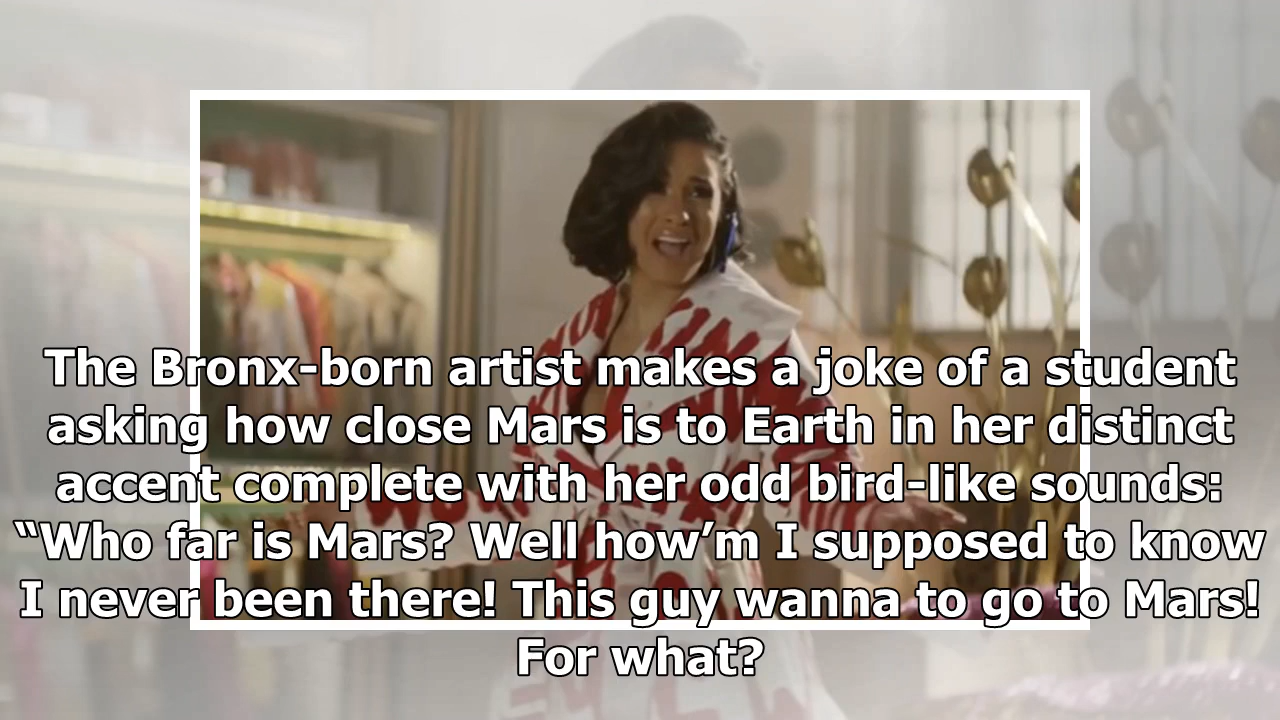 The Bronx-born artist makes a joke of a student
asking how close Mars is to Earth in her distinct
accent complete with her odd bird-like sounds:
“Who far is Mars? Well how’m I supposed to know
I never been there! This guy wanna to go to Mars!
For what?